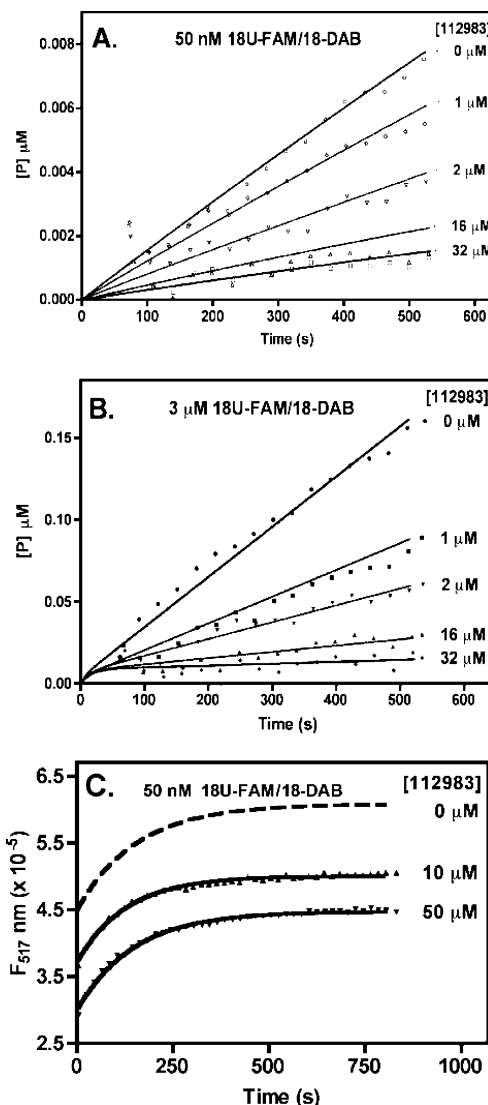 A.
50 nM 18U-FAM/18-DAB
[112983]
0 μM
1 μM
2 μM
16 μM
32 μM
[P] μM
0.008
0.006
0.004
0.002
0.000
0 100 200 300 400 500 600
Time (s)
B.
3 μM 18U-FAM/18-DAB
[112983]
0 μM
1 μM
2 μM
16 μM
32 μM
[P] μM
0.15
0.10
0.05
0.00
0 100 200 300 400 500 600
Time (s)
C.
50 nM 18U-FAM/18-DAB
[112983]
0 μM
10 μM
50 μM
F517 nm (x 10⁻⁵)
6.5
5.5
4.5
3.5
2.5
0 250 500 750 1000
Time (s)